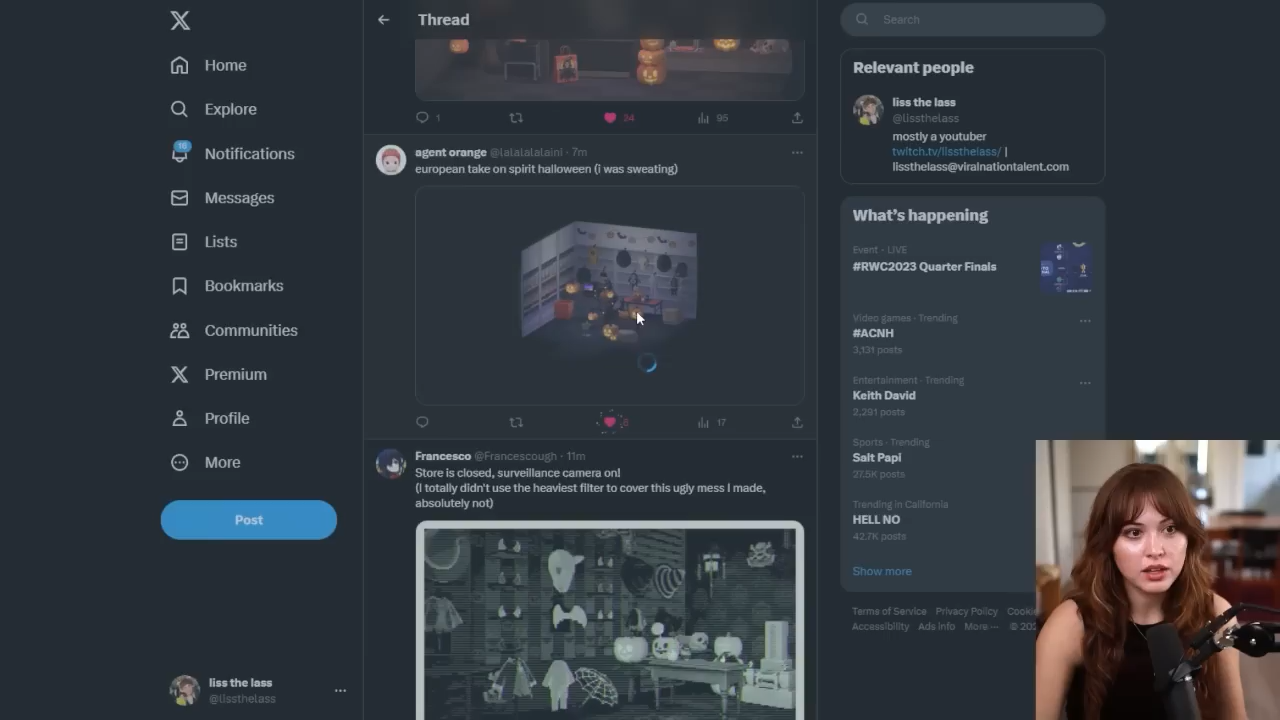 Home
Explore
16
Notifications
Messages
Lists
Bookmarks
Communities
Premium
Profile
More
Post
liss the lass
@lissthelass
Thread
1
24
95
agent orange @lalalalalaini · 7m
european take on spirit halloween (i was sweating)
17
Francesco @Francescough · 11m
Store is closed, surveillance camera on!
(I totally didn't use the heaviest filter to cover this ugly mess I made,
absolutely not)
Search
Relevant people
liss the lass
@lissthelass
mostly a youtuber
twitch.tv/lissthelass/ |
lissthelass@viralnationtalent.com
What's happening
Event · LIVE
#RWC2023 Quarter Finals
Video games · Trending
#ACNH
3,131 posts
Entertainment · Trending
Keith David
2,291 posts
Sports · Trending
Salt Papi
27.5K posts
Trending in California
HELL NO
42.7K posts
Show more
Terms of Service Privacy Policy Cookie
Accessibility Ads info More ··· © 202